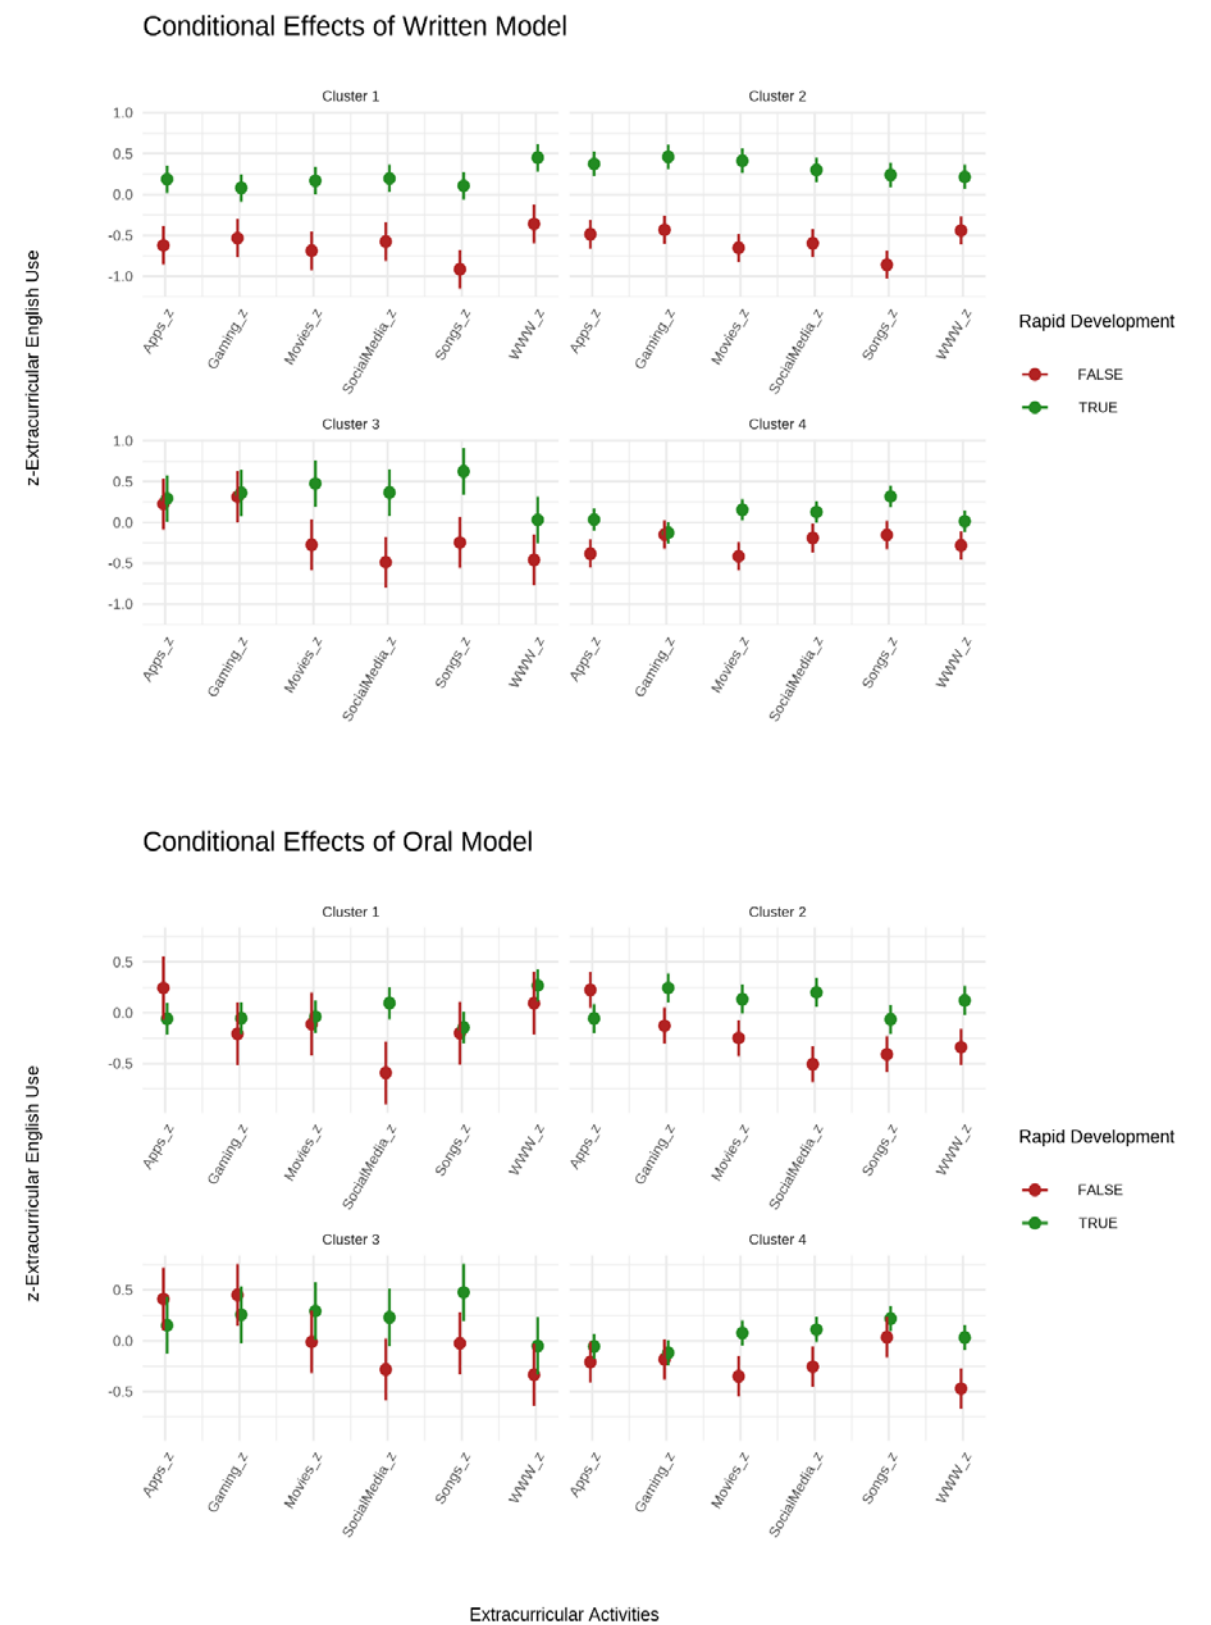 Conditional Effects of Written Model
Cluster 1
Cluster 2
1.0
0.5
0.0
-0.5
-1.0
z-Extracurricular English Use
Apps_z
Gaming_z
Movies_z
SocialMedia_z
Songs_z
WWW_z
Apps_z
Gaming_z
Movies_z
SocialMedia_z
Songs_z
WWW_z
Rapid Development
FALSE
TRUE
Cluster 3
Cluster 4
1.0
0.5
0.0
-0.5
-1.0
Apps_z
Gaming_z
Movies_z
SocialMedia_z
Songs_z
WWW_z
Apps_z
Gaming_z
Movies_z
SocialMedia_z
Songs_z
WWW_z
Conditional Effects of Oral Model
Cluster 1
Cluster 2
0.5
0.0
-0.5
z-Extracurricular English Use
Apps_z
Gaming_z
Movies_z
SocialMedia_z
Songs_z
WWW_z
Apps_z
Gaming_z
Movies_z
SocialMedia_z
Songs_z
WWW_z
Rapid Development
FALSE
TRUE
Cluster 3
Cluster 4
0.5
0.0
-0.5
Apps_z
Gaming_z
Movies_z
SocialMedia_z
Songs_z
WWW_z
Apps_z
Gaming_z
Movies_z
SocialMedia_z
Songs_z
WWW_z
Extracurricular Activities